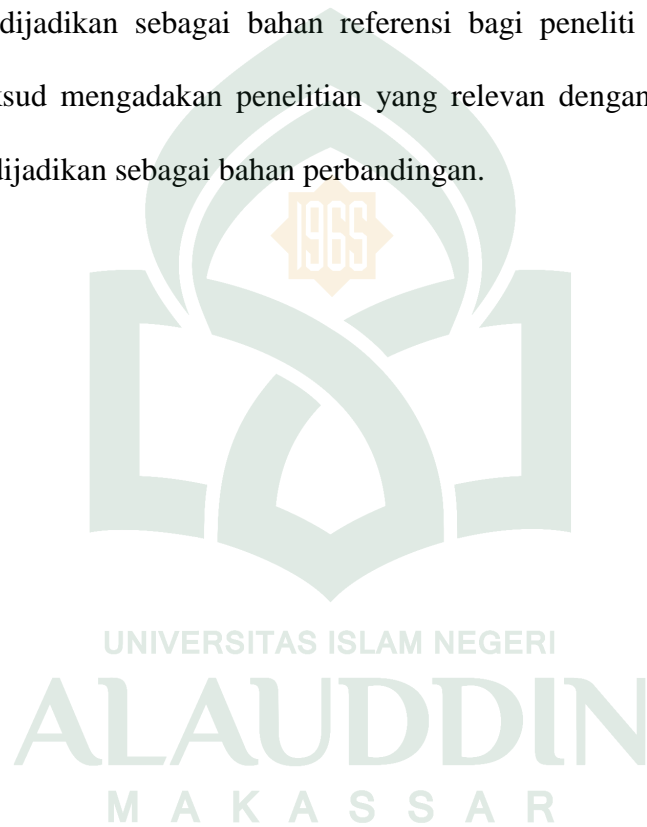 dijadikan sebagai bahan referensi bagi peneliti
mengadakan penelitian yang relevan dengan
dijadikan sebagai bahan perbandingan.
1965
UNIVERSITAS ISLAM NEGERI
ALAUDDIN
MAKASSAR